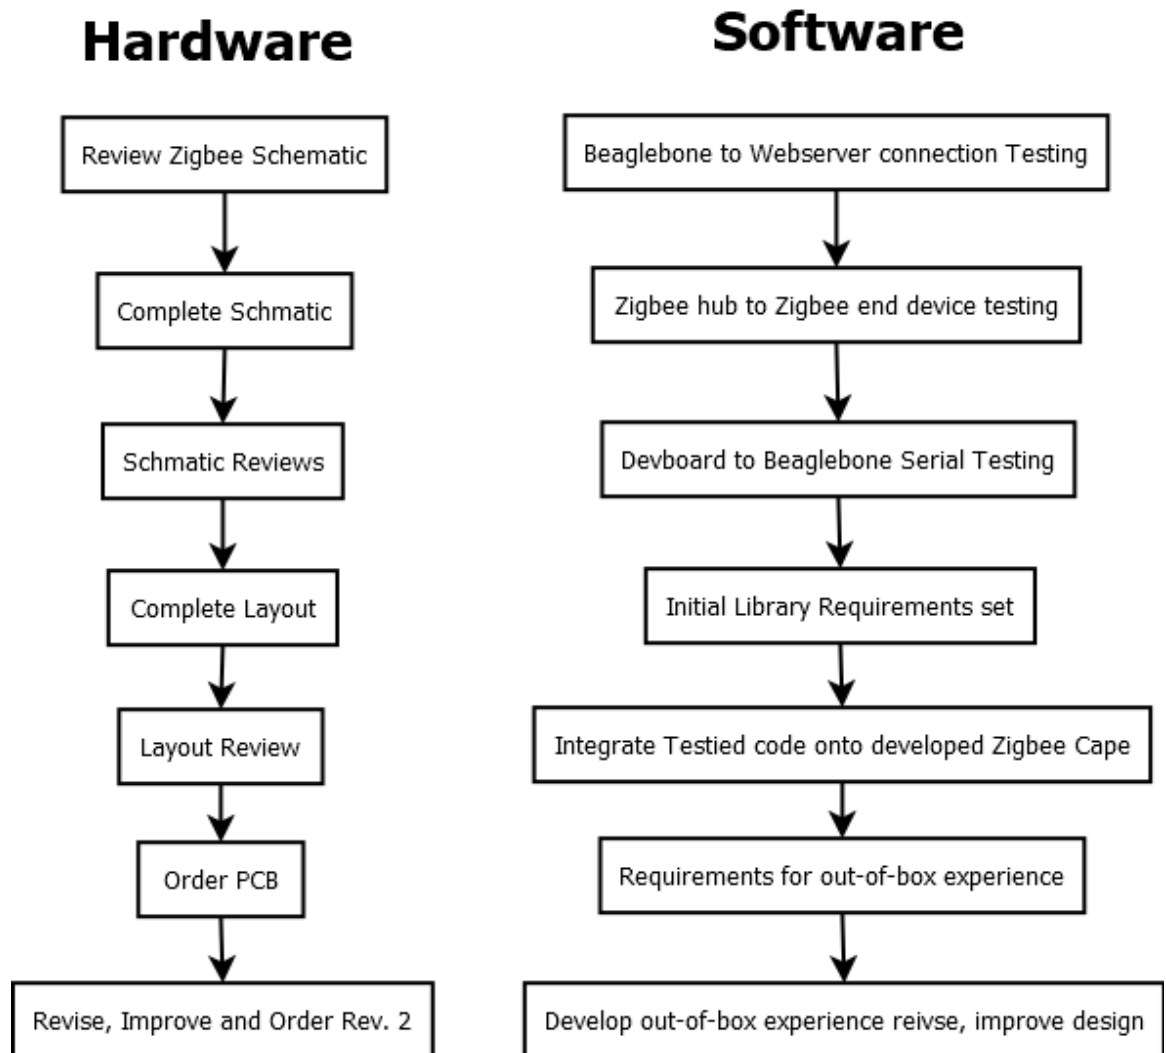 Hardware
Review Zigbee Schematic
Complete Schmatic
Schmatic Reviews
Complete Layout
Layout Review
Order PCB
Revise, Improve and Order Rev. 2
Software
Beaglebone to Webserver connection Testing
Zigbee hub to Zigbee end device testing
Devboard to Beaglebone Serial Testing
Initial Library Requirements set
Integrate Testied code onto developed Zigbee Cape
Requirements for out-of-box experience
Develop out-of-box experience reivse, improve design